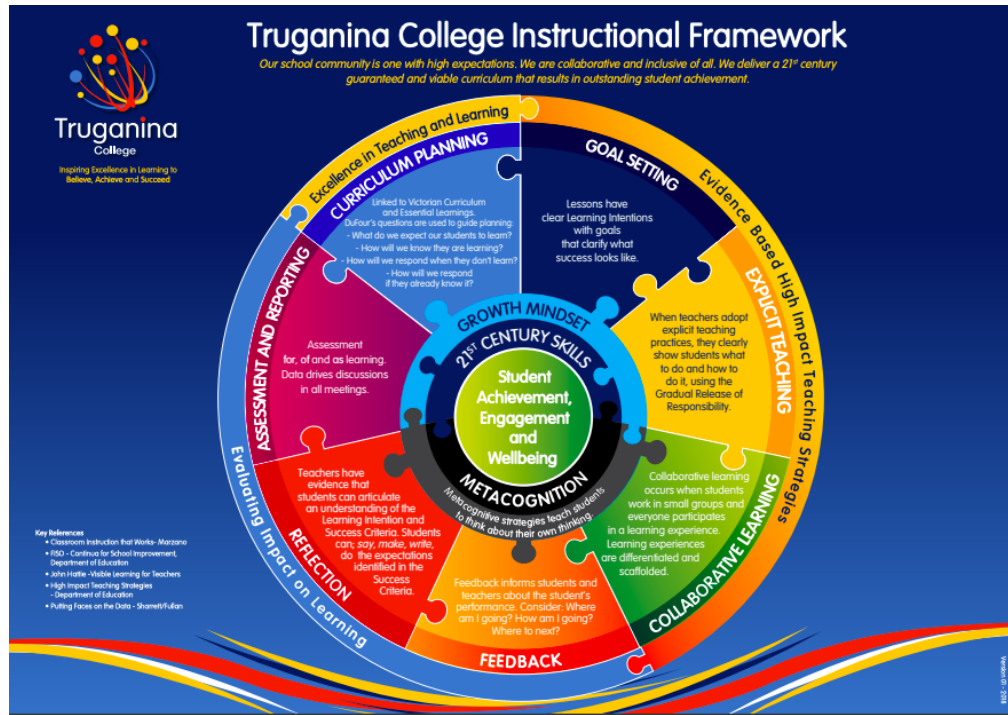 Truganina College Instructional Framework
Our school community is one with high expectations. We are collaborative and inclusive of all. We deliver a 21st century
guaranteed and viable curriculum that results in outstanding student achievement.
Truganina
College
Inspiring Excellence in Learning to
Believe, Achieve and Succeed
Excellence in Teaching and Learning
Evidence Based High Impact Teaching Strategies
Evaluating Impact on Learning
CURRICULUM PLANNING
Linked to Victorian Curriculum
and Essential Learnings.
DuFour's questions are used to guide planning:
- What do we expect our students to learn?
- How will we know they are learning?
- How will we respond when they don't learn?
- How will we respond
if they already know it?
GOAL SETTING
Lessons have
clear Learning Intentions
with goals
that clarify what
success looks like.
EXPLICIT TEACHING
When teachers adopt
explicit teaching
practices, they clearly
show students what
to do and how to
do it, using the
Gradual Release of
Responsibility.
COLLABORATIVE LEARNING
Collaborative learning
occurs when students
work in small groups and
everyone participates
in a learning experience.
Learning experiences
are differentiated and
scaffolded.
FEEDBACK
Feedback informs students and
teachers about the student's
performance. Consider: Where
am I going? How am I going?
Where to next?
REFLECTION
Teachers have
evidence that
students can articulate
an understanding of the
Learning Intention and
Success Criteria. Students
can; say, make, write,
do the expectations
identified in the
Success
Criteria.
ASSESSMENT AND REPORTING
Assessment
for, of and as learning.
Data drives discussions
in all meetings.
GROWTH MINDSET
21ST CENTURY SKILLS
Student
Achievement,
Engagement
and
Wellbeing
METACOGNITION
Metacognitive strategies teach students
to think about their own thinking.
Key References
• Classroom Instruction that Works- Marzano
• FISO - Continue for School Improvement,
Department of Education
• John Hattie -Visible Learning for Teachers
• High Impact Teaching Strategies
- Department of Education
• Putting Faces on the Data - Sharrett/Fullan